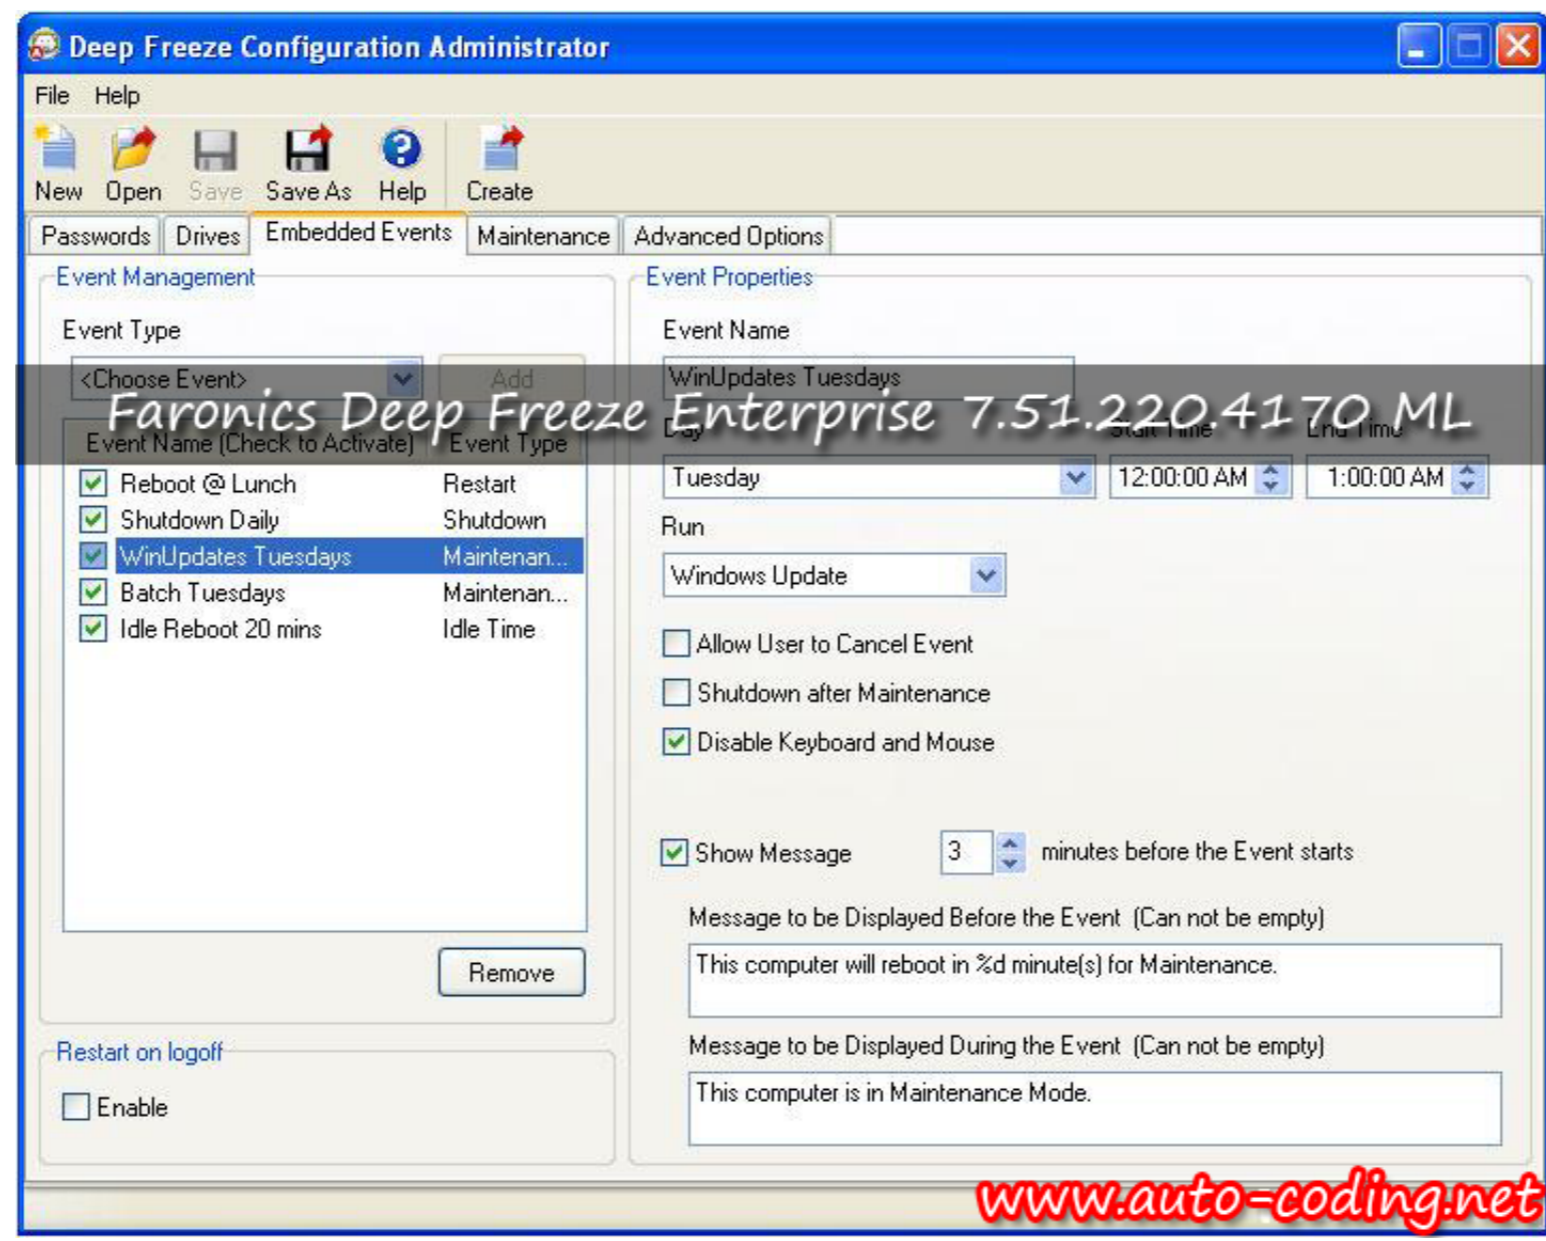 Deep Freeze Configuration Administrator
File Help
New Open Save Save As Help Create
Passwords Drives Embedded Events Maintenance Advanced Options
Event Management
Event Type
<Choose Event> Add
Event Name (Check to Activate) Event Type
Reboot @ Lunch Restart
Shutdown Daily Shutdown
WinUpdates Tuesdays Maintenan...
Batch Tuesdays Maintenan...
Idle Reboot 20 mins Idle Time
Remove
Restart on logoff
Enable
Event Properties
Event Name
WinUpdates Tuesdays
Faronics Deep Freeze Enterprise 7.51.220.4170 ML
Day Start Time End Time
Tuesday 12:00:00 AM 1:00:00 AM
Run
Windows Update
Allow User to Cancel Event
Shutdown after Maintenance
Disable Keyboard and Mouse
Show Message 3 minutes before the Event starts
Message to be Displayed Before the Event (Can not be empty)
This computer will reboot in %d minute(s) for Maintenance.
Message to be Displayed During the Event (Can not be empty)
This computer is in Maintenance Mode.
www.auto-coding.net